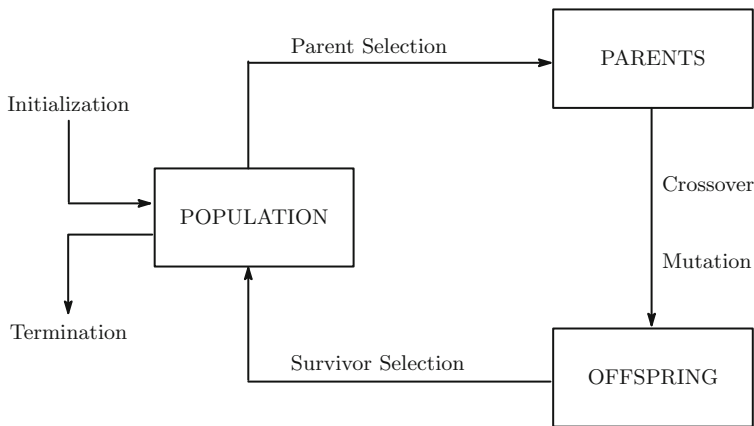 Parent Selection
PARENTS
Initialization
Crossover
POPULATION
Mutation
Termination
Survivor Selection
OFFSPRING